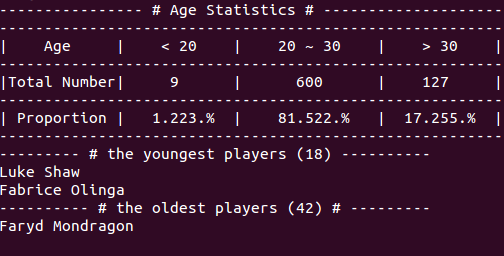 ---------------- # Age Statistics # --------------------
--------------------------------------------------------
|    Age     |    < 20    |    20 ~ 30    |    > 30    |
--------------------------------------------------------
|Total Number|     9      |      600      |    127     |
--------------------------------------------------------
| Proportion |   1.223.%  |    81.522.%   |  17.255.%  |
--------------------------------------------------------
--------- # the youngest players (18) ----------
Luke Shaw
Fabrice Olinga
---------- # the oldest players (42) # ---------
Faryd Mondragon